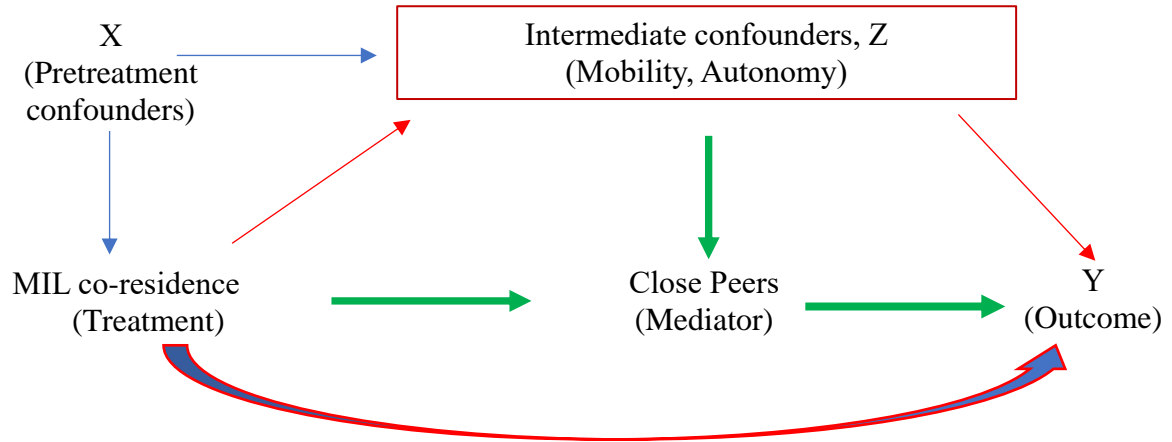 X
(Pretreatment
confounders)
Intermediate confounders, Z
(Mobility, Autonomy)
MIL co-residence
(Treatment)
Close Peers
(Mediator)
Y
(Outcome)